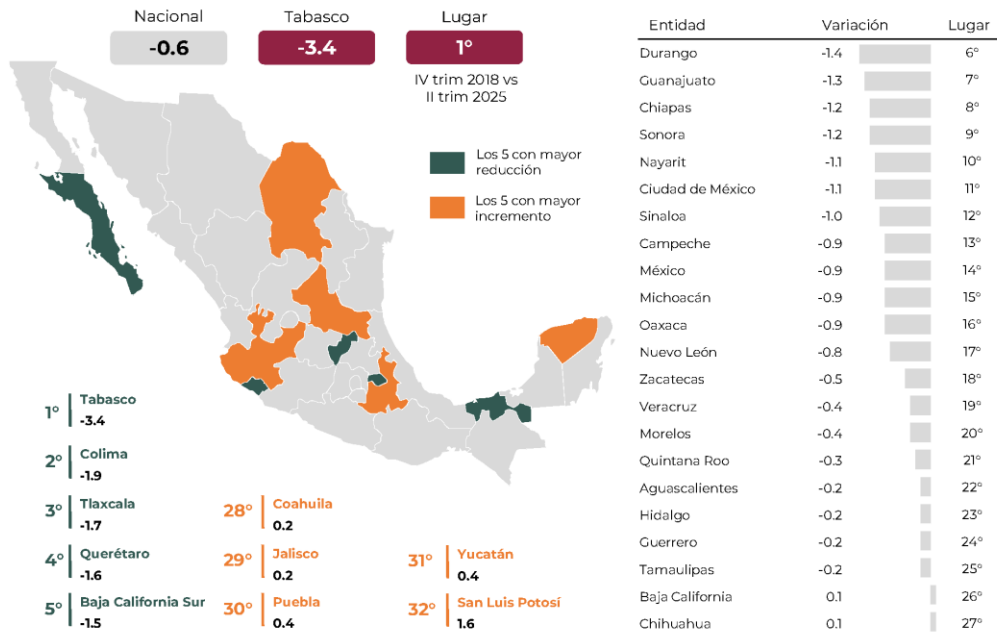 Nacional
-0.6
Tabasco
-3.4
Lugar
1°
IV trim 2018 vs
II trim 2025
Los 5 con mayor
reducción
Los 5 con mayor
incremento
1° Tabasco
-3.4
2° Colima
-1.9
3° Tlaxcala
-1.7
4° Querétaro
-1.6
5° Baja California Sur
-1.5
28° Coahuila
0.2
29° Jalisco
0.2
30° Puebla
0.4
31° Yucatán
0.4
32° San Luis Potosí
1.6
Entidad Variación Lugar
Durango -1.4 6°
Guanajuato -1.3 7°
Chiapas -1.2 8°
Sonora -1.2 9°
Nayarit -1.1 10°
Ciudad de México -1.1 11°
Sinaloa -1.0 12°
Campeche -0.9 13°
México -0.9 14°
Michoacán -0.9 15°
Oaxaca -0.9 16°
Nuevo León -0.8 17°
Zacatecas -0.5 18°
Veracruz -0.4 19°
Morelos -0.4 20°
Quintana Roo -0.3 21°
Aguascalientes -0.2 22°
Hidalgo -0.2 23°
Guerrero -0.2 24°
Tamaulipas -0.2 25°
Baja California 0.1 26°
Chihuahua 0.1 27°